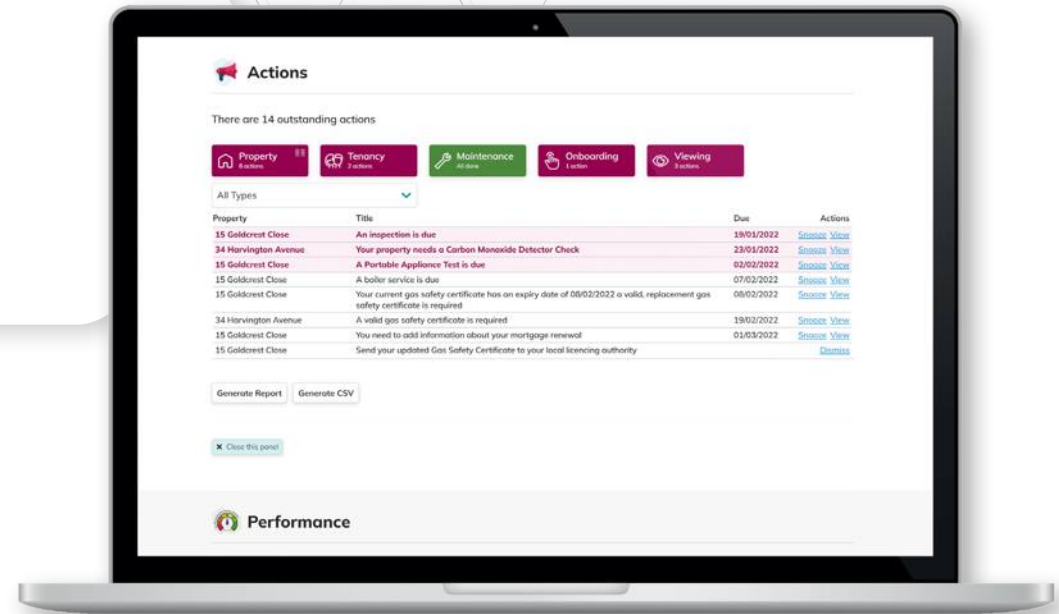 Actions
There are 14 outstanding actions
Property
8 actions
Tenancy
2 actions
Maintenance
All done
Onboarding
1 action
Viewing
3 actions
All Types
Property Title Due Actions
15 Goldcrest Close An inspection is due 19/01/2022 Snooze View
34 Harvington Avenue Your property needs a Carbon Monoxide Detector Check 23/01/2022 Snooze View
15 Goldcrest Close A Portable Appliance Test is due 02/02/2022 Snooze View
15 Goldcrest Close A boiler service is due 07/02/2022 Snooze View
15 Goldcrest Close Your current gas safety certificate has an expiry date of 08/02/2022 a valid, replacement gas 08/02/2022 Snooze View
safety certificate is required
34 Harvington Avenue A valid gas safety certificate is required 19/02/2022 Snooze View
15 Goldcrest Close You need to add information about your mortgage renewal 01/03/2022 Snooze View
15 Goldcrest Close Send your updated Gas Safety Certificate to your local licencing authority Dismiss
Generate Report Generate CSV
✕ Close this panel
Performance